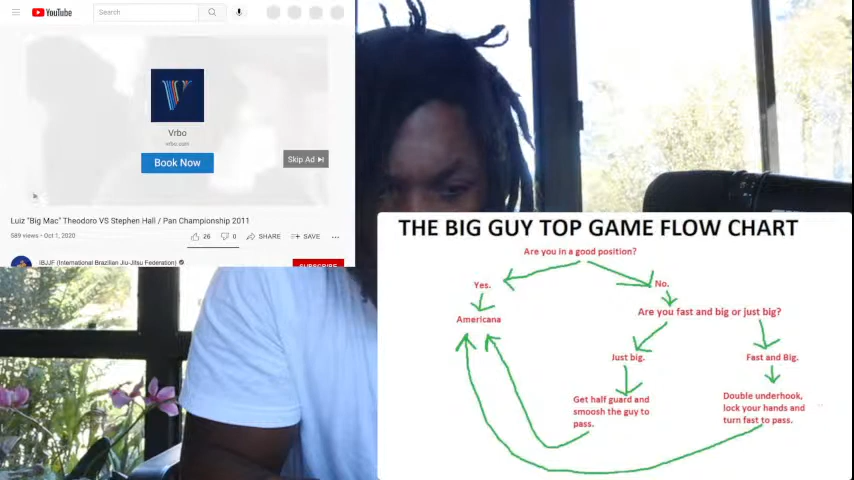 YouTube
Search
Vrbo
vrbo.com
Book Now
Skip Ad
Luiz "Big Mac" Theodoro VS Stephen Hall / Pan Championship 2011
589 views • Oct 1, 2020
26
0
SHARE
SAVE
IBJJF (International Brazilian Jiu-Jitsu Federation)
SUBSCRIBE
THE BIG GUY TOP GAME FLOW CHART
Are you in a good position?
Yes.
No.
Americana
Are you fast and big or just big?
Just big.
Fast and Big.
Get half guard and
smoosh the guy to
pass.
Double underhook,
lock your hands and
turn fast to pass.